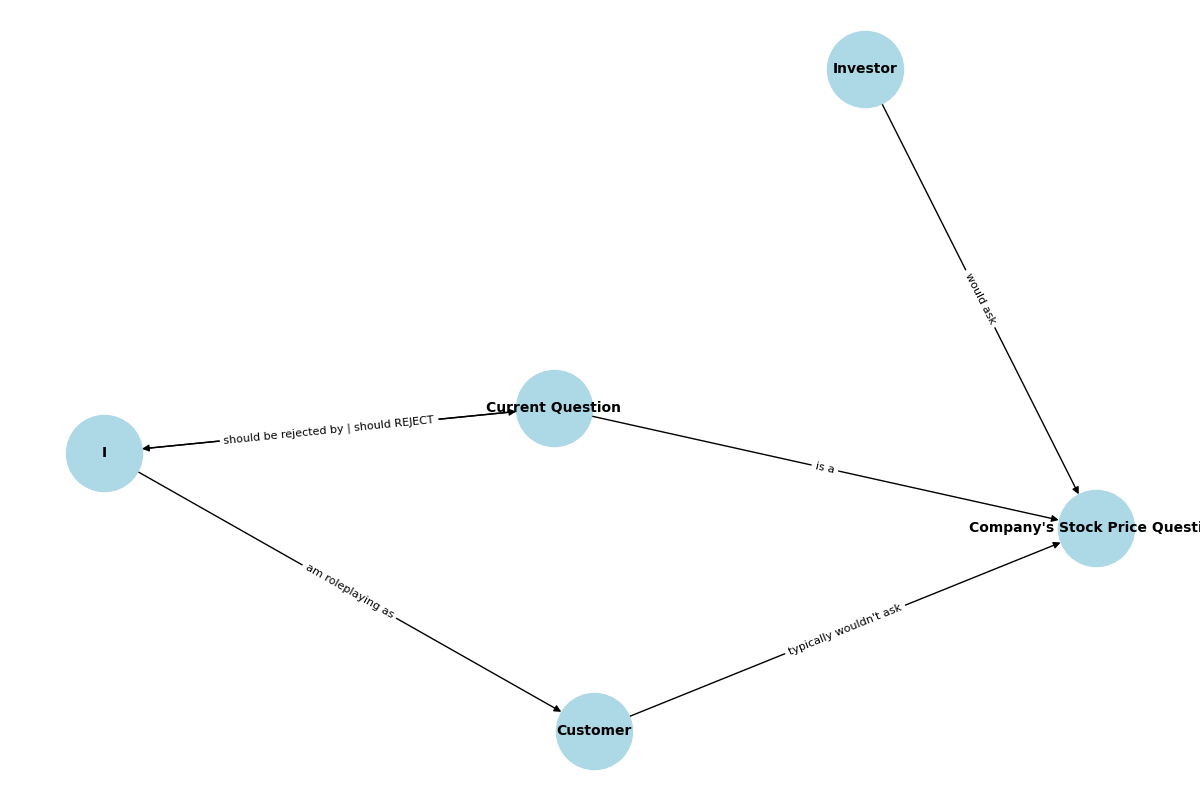 Investor
would ask
Current Question
should be rejected by | should REJECT
I
is a
Company's Stock Price Questi
am roleplaying as
typically wouldn't ask
Customer